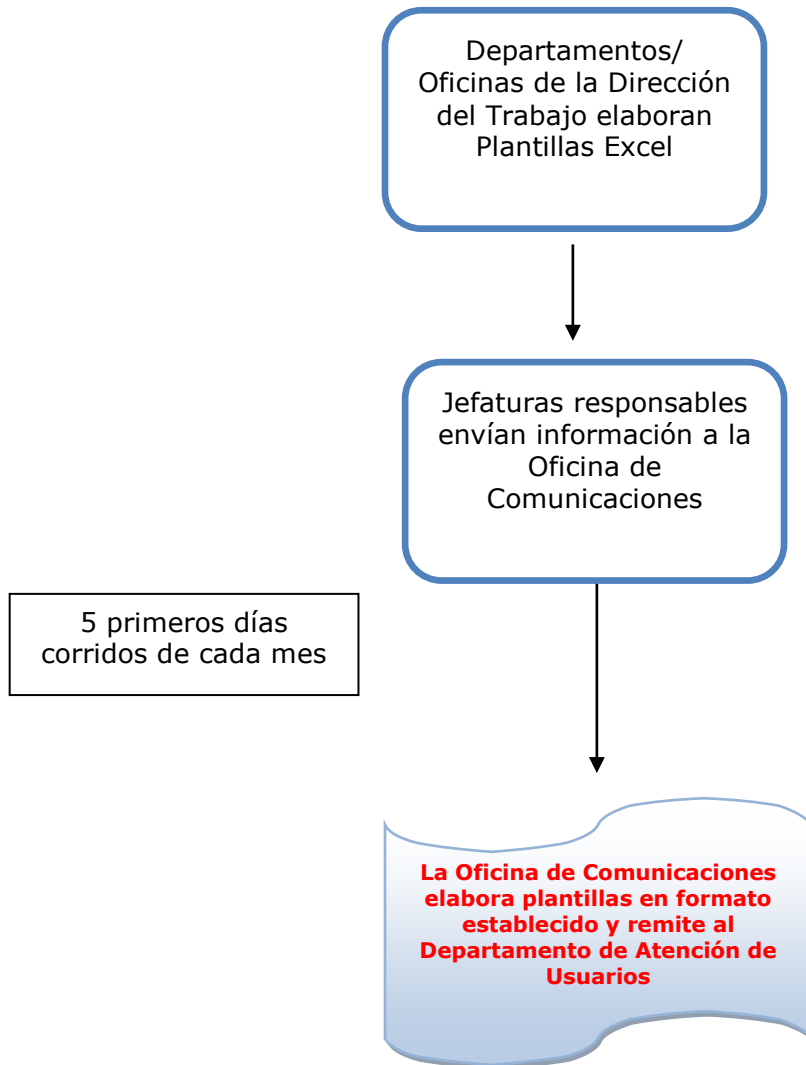 Departamentos/
Oficinas de la Dirección
del Trabajo elaboran
Plantillas Excel
Jefaturas responsables
envían información a la
Oficina de
Comunicaciones
5 primeros días
corridos de cada mes
La Oficina de Comunicaciones
elabora plantillas en formato
establecido y remite al
Departamento de Atención de
Usuarios